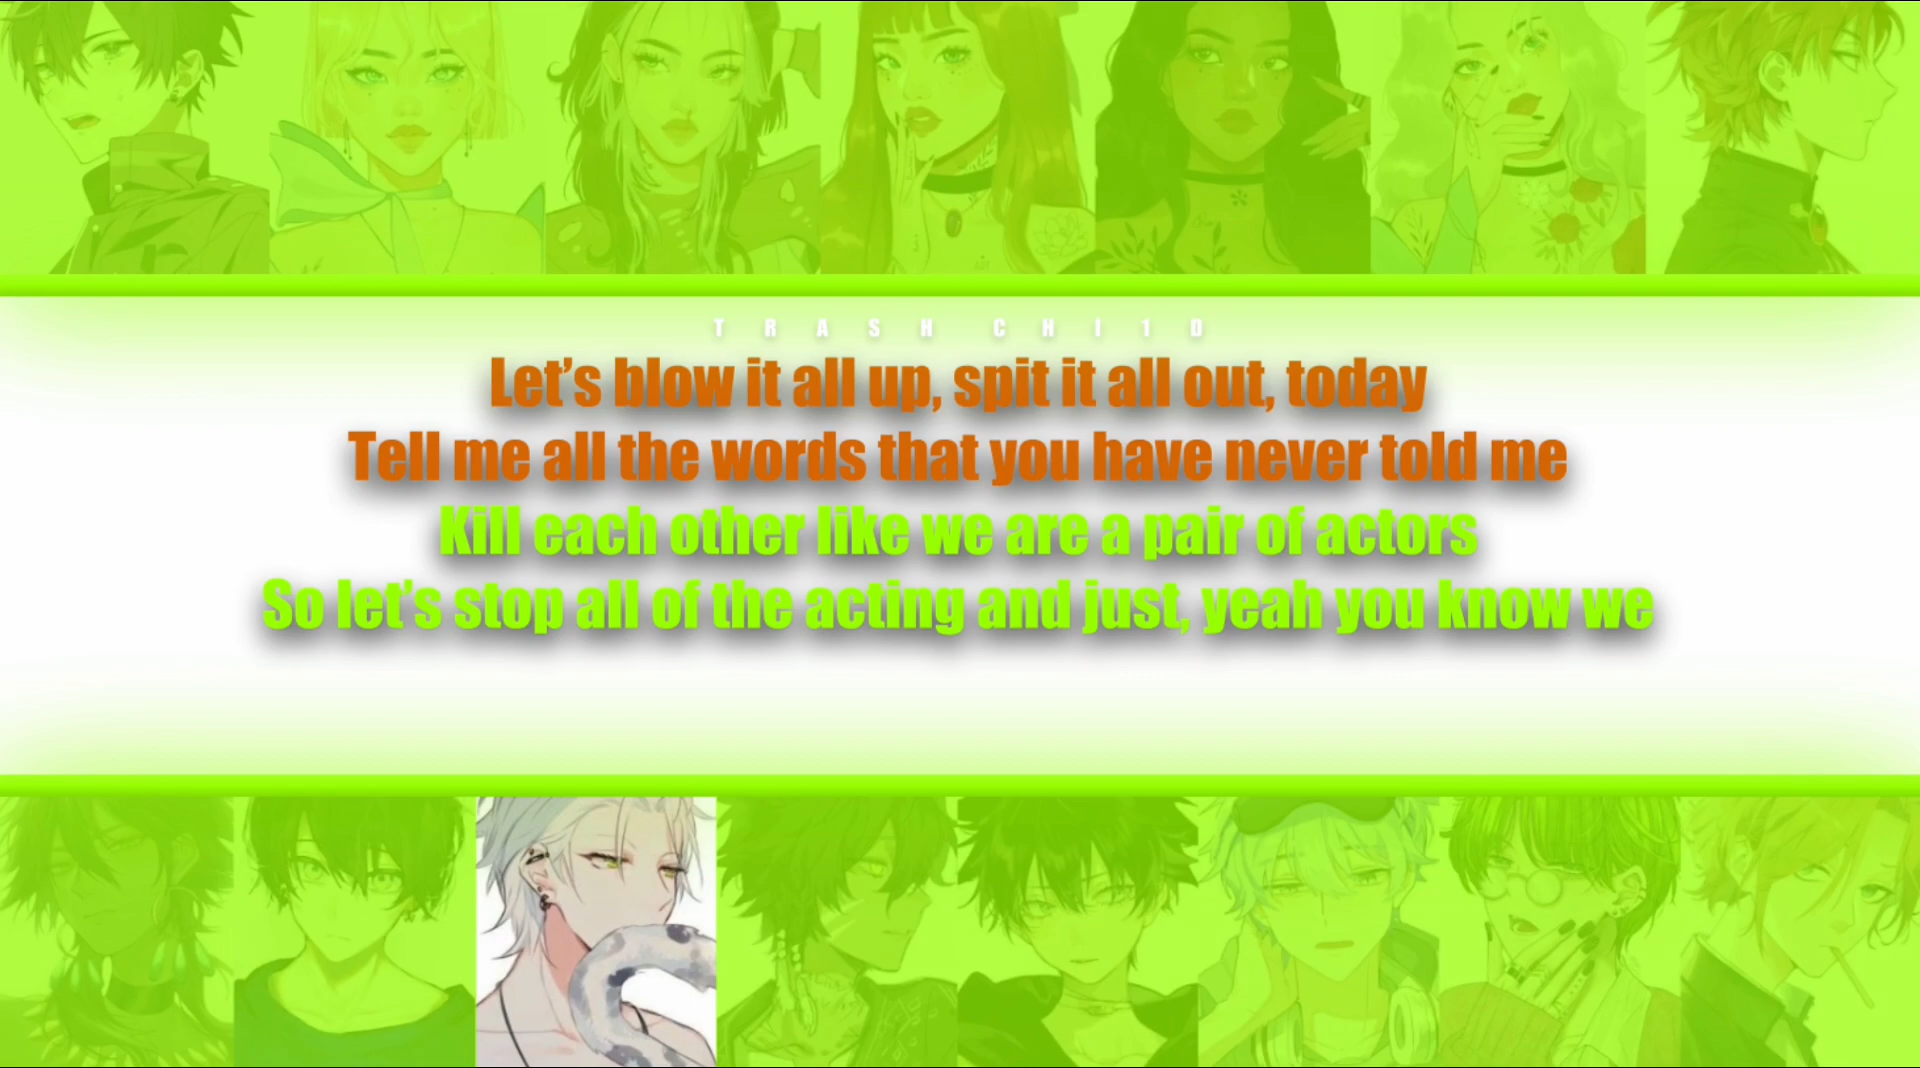 TRASH CHI1D
Let’s blow it all up, spit it all out, today
Tell me all the words that you have never told me
Kill each other like we are a pair of actors
So let’s stop all of the acting and just, yeah you know we